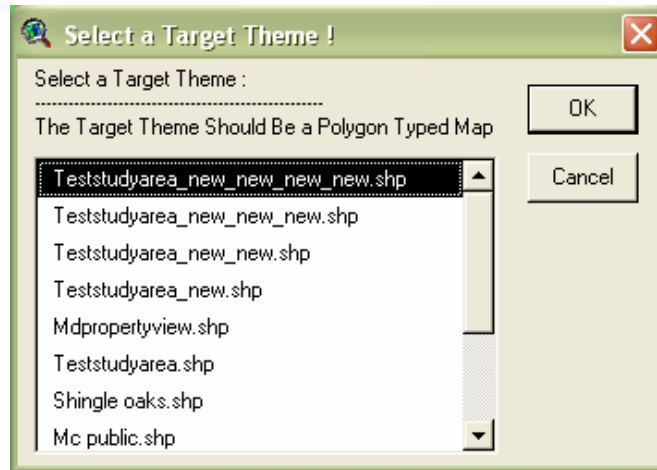 Select a Target Theme !
Select a Target Theme :
--------------------------------------------------
The Target Theme Should Be a Polygon Typed Map
OK
Cancel
Teststudyarea_new_new_new_new.shp
Teststudyarea_new_new_new.shp
Teststudyarea_new_new.shp
Teststudyarea_new.shp
Mdpropertyview.shp
Teststudyarea.shp
Shingle oaks.shp
Mc public.shp